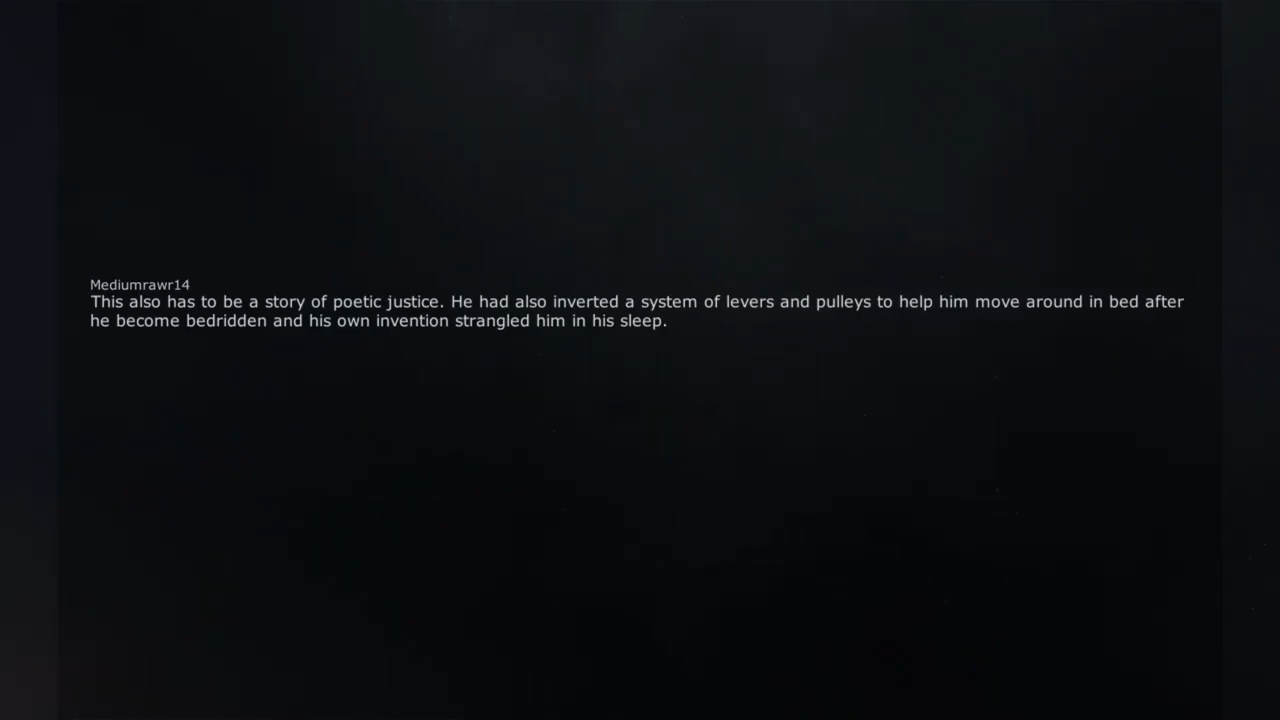 Mediumrawr14
This also has to be a story of poetic justice. He had also inverted a system of levers and pulleys to help him move around in bed after
he become bedridden and his own invention strangled him in his sleep.